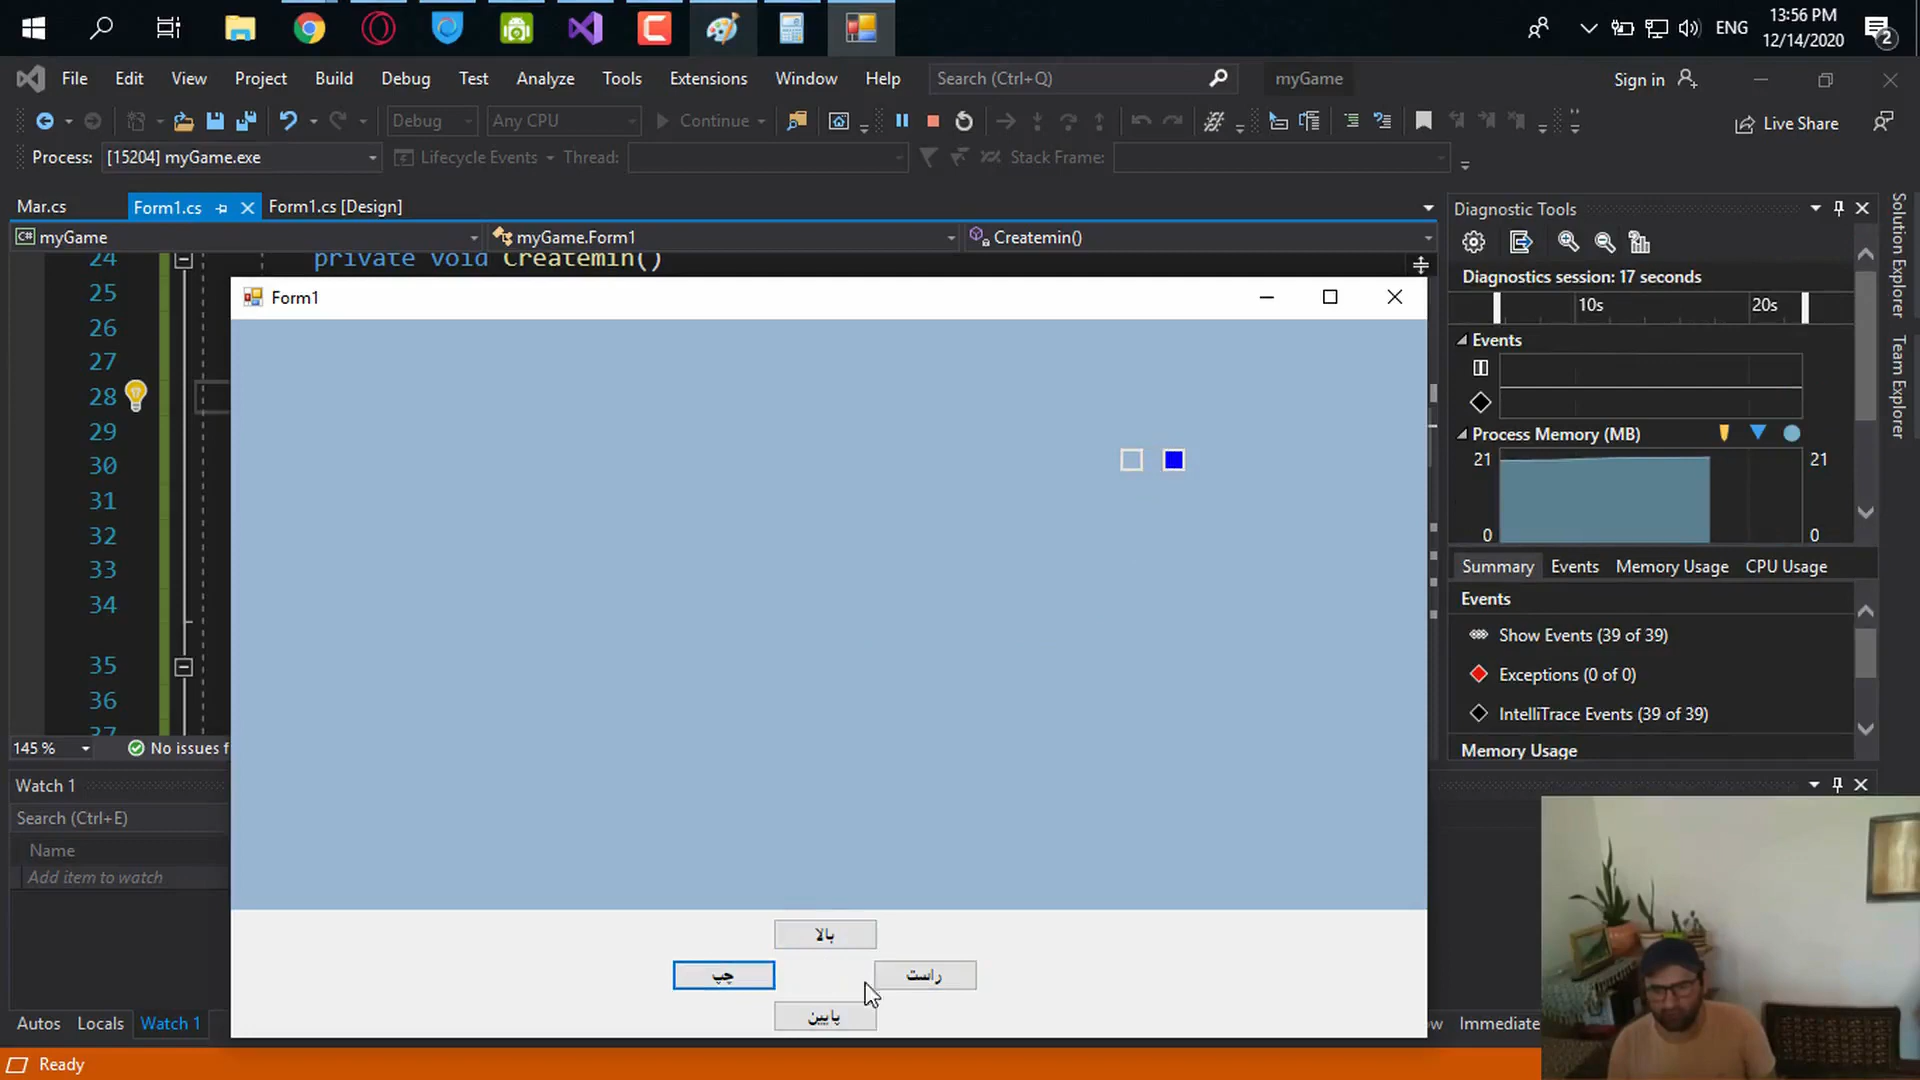 ENG
13:56 PM
12/14/2020
2
File Edit View Project Build Debug Test Analyze Tools Extensions Window Help
Search (Ctrl+Q)
myGame
Sign in
Debug
Any CPU
Continue
Live Share
Process: [15204] myGame.exe
Lifecycle Events
Thread:
Stack Frame:
Mar.cs
Form1.cs
Form1.cs [Design]
myGame
myGame.Form1
Createmin()
24 private void Createmin()
25
26
27
28
29
30
31
32
33
34
35
36
37
Form1
بالا
چپ
راست
پایین
145 %
No issues f
Watch 1
Search (Ctrl+E)
Name
Add item to watch
Autos Locals Watch 1
Immediate
Ready
Diagnostic Tools
Diagnostics session: 17 seconds
10s 20s
Events
Process Memory (MB)
21 21
0 0
Summary Events Memory Usage CPU Usage
Events
Show Events (39 of 39)
Exceptions (0 of 0)
IntelliTrace Events (39 of 39)
Memory Usage
Solution Explorer
Team Explorer